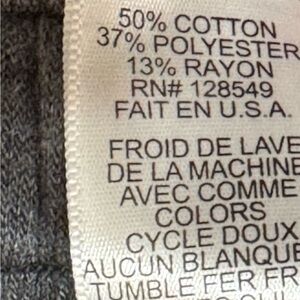 50% COTTON
37% POLYESTER
13% RAYON
RN# 128549
FAIT EN U.S.A.
FROID DE LAVE
DE LA MACHINE
AVEC COMME
COLORS
CYCLE DOUX
AUCUN BLANQUE
TUMBLE FER FR